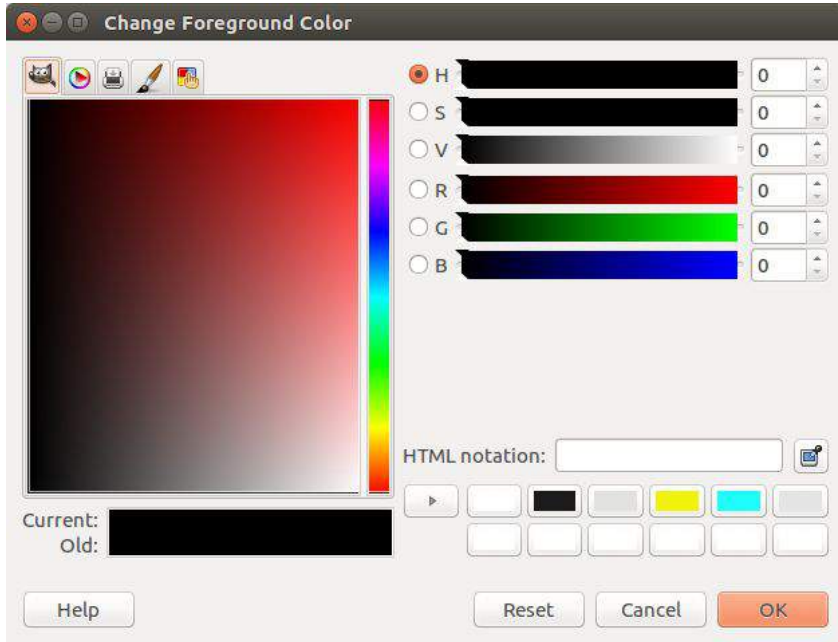 Change Foreground Color
H 0
S 0
V 0
R 0
G 0
B 0
HTML notation:
Current:
Old:
Help Reset Cancel OK